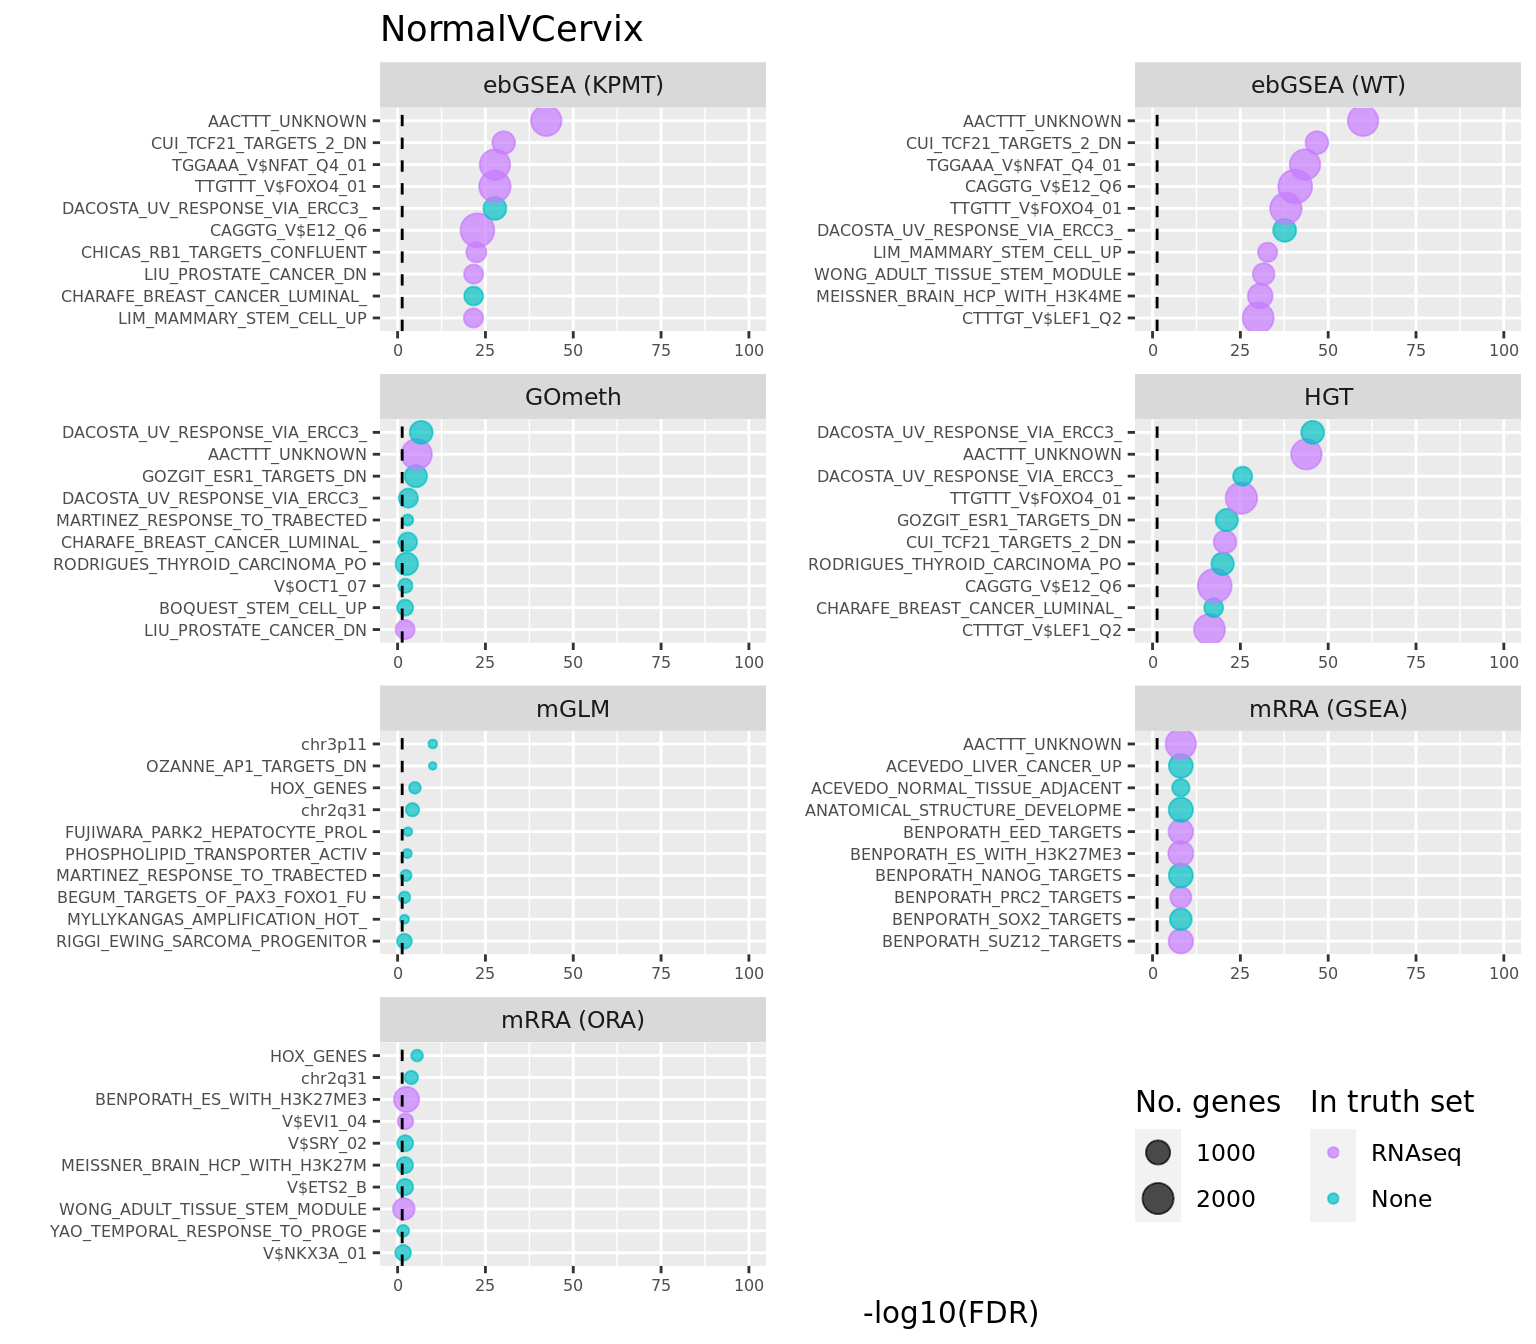 NormalVCervix
ebGSEA (KPMT)
AACTTT_UNKNOWN
CUI_TCF21_TARGETS_2_DN
TGGAAA_V$NFAT_Q4_01
TTGTTT_V$FOXO4_01
DACOSTA_UV_RESPONSE_VIA_ERCC3_
CAGGTG_V$E12_Q6
CHICAS_RB1_TARGETS_CONFLUENT
LIU_PROSTATE_CANCER_DN
CHARAFE_BREAST_CANCER_LUMINAL_
LIM_MAMMARY_STEM_CELL_UP
0 25 50 75 100
ebGSEA (WT)
AACTTT_UNKNOWN
CUI_TCF21_TARGETS_2_DN
TGGAAA_V$NFAT_Q4_01
CAGGTG_V$E12_Q6
TTGTTT_V$FOXO4_01
DACOSTA_UV_RESPONSE_VIA_ERCC3_
LIM_MAMMARY_STEM_CELL_UP
WONG_ADULT_TISSUE_STEM_MODULE
MEISSNER_BRAIN_HCP_WITH_H3K4ME
CTTTGT_V$LEF1_Q2
0 25 50 75 100
GOmeth
DACOSTA_UV_RESPONSE_VIA_ERCC3_
AACTTT_UNKNOWN
GOZGIT_ESR1_TARGETS_DN
DACOSTA_UV_RESPONSE_VIA_ERCC3_
MARTINEZ_RESPONSE_TO_TRABECTED
CHARAFE_BREAST_CANCER_LUMINAL_
RODRIGUES_THYROID_CARCINOMA_PO
V$OCT1_07
BOQUEST_STEM_CELL_UP
LIU_PROSTATE_CANCER_DN
0 25 50 75 100
HGT
DACOSTA_UV_RESPONSE_VIA_ERCC3_
AACTTT_UNKNOWN
DACOSTA_UV_RESPONSE_VIA_ERCC3_
TTGTTT_V$FOXO4_01
GOZGIT_ESR1_TARGETS_DN
CUI_TCF21_TARGETS_2_DN
RODRIGUES_THYROID_CARCINOMA_PO
CAGGTG_V$E12_Q6
CHARAFE_BREAST_CANCER_LUMINAL_
CTTTGT_V$LEF1_Q2
0 25 50 75 100
mGLM
chr3p11
OZANNE_AP1_TARGETS_DN
HOX_GENES
chr2q31
FUJIWARA_PARK2_HEPATOCYTE_PROL
PHOSPHOLIPID_TRANSPORTER_ACTIV
MARTINEZ_RESPONSE_TO_TRABECTED
BEGUM_TARGETS_OF_PAX3_FOXO1_FU
MYLLYKANGAS_AMPLIFICATION_HOT_
RIGGI_EWING_SARCOMA_PROGENITOR
0 25 50 75 100
mRRA (GSEA)
AACTTT_UNKNOWN
ACEVEDO_LIVER_CANCER_UP
ACEVEDO_NORMAL_TISSUE_ADJACENT
ANATOMICAL_STRUCTURE_DEVELOPME
BENPORATH_EED_TARGETS
BENPORATH_ES_WITH_H3K27ME3
BENPORATH_NANOG_TARGETS
BENPORATH_PRC2_TARGETS
BENPORATH_SOX2_TARGETS
BENPORATH_SUZ12_TARGETS
0 25 50 75 100
mRRA (ORA)
HOX_GENES
chr2q31
BENPORATH_ES_WITH_H3K27ME3
V$EVI1_04
V$SRY_02
MEISSNER_BRAIN_HCP_WITH_H3K27M
V$ETS2_B
WONG_ADULT_TISSUE_STEM_MODULE
YAO_TEMPORAL_RESPONSE_TO_PROGE
V$NKX3A_01
0 25 50 75 100
No. genes
1000
2000
In truth set
RNAseq
None
-log10(FDR)